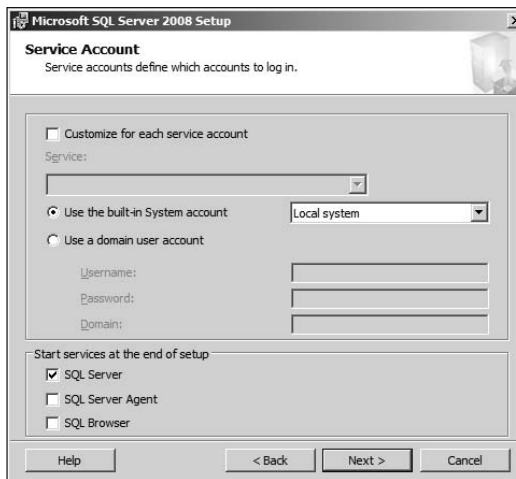 Microsoft SQL Server 2008 Setup
Service Account
Service accounts define which accounts to log in.
Customize for each service account
Service:
Use the built-in System account
Local system
Use a domain user account
Username:
Password:
Domain:
Start services at the end of setup
SQL Server
SQL Server Agent
SQL Browser
Help
< Back
Next >
Cancel